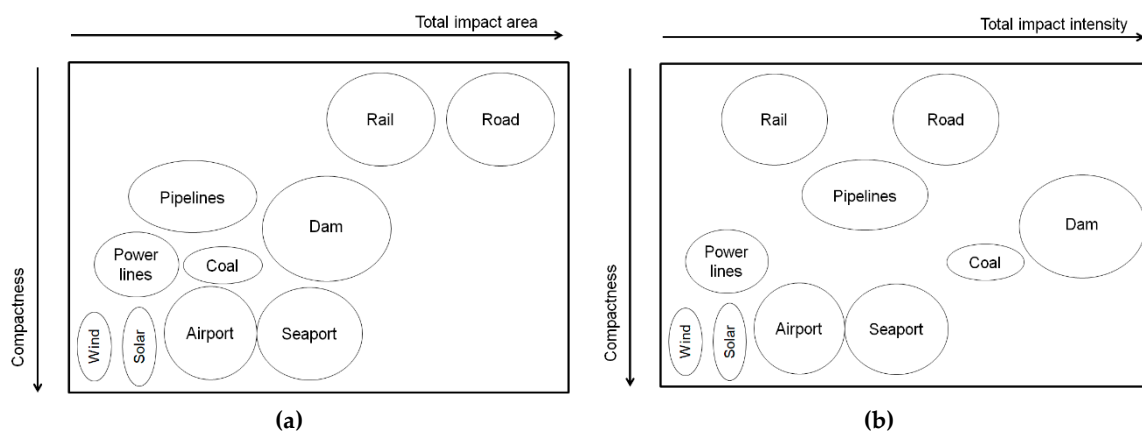 Total impact area
Compactness
Rail
Road
Pipelines
Dam
Power
lines
Coal
Wind
Solar
Airport
Seaport
(a)
Total impact intensity
Compactness
Rail
Road
Pipelines
Dam
Power
lines
Coal
Wind
Solar
Airport
Seaport
(b)